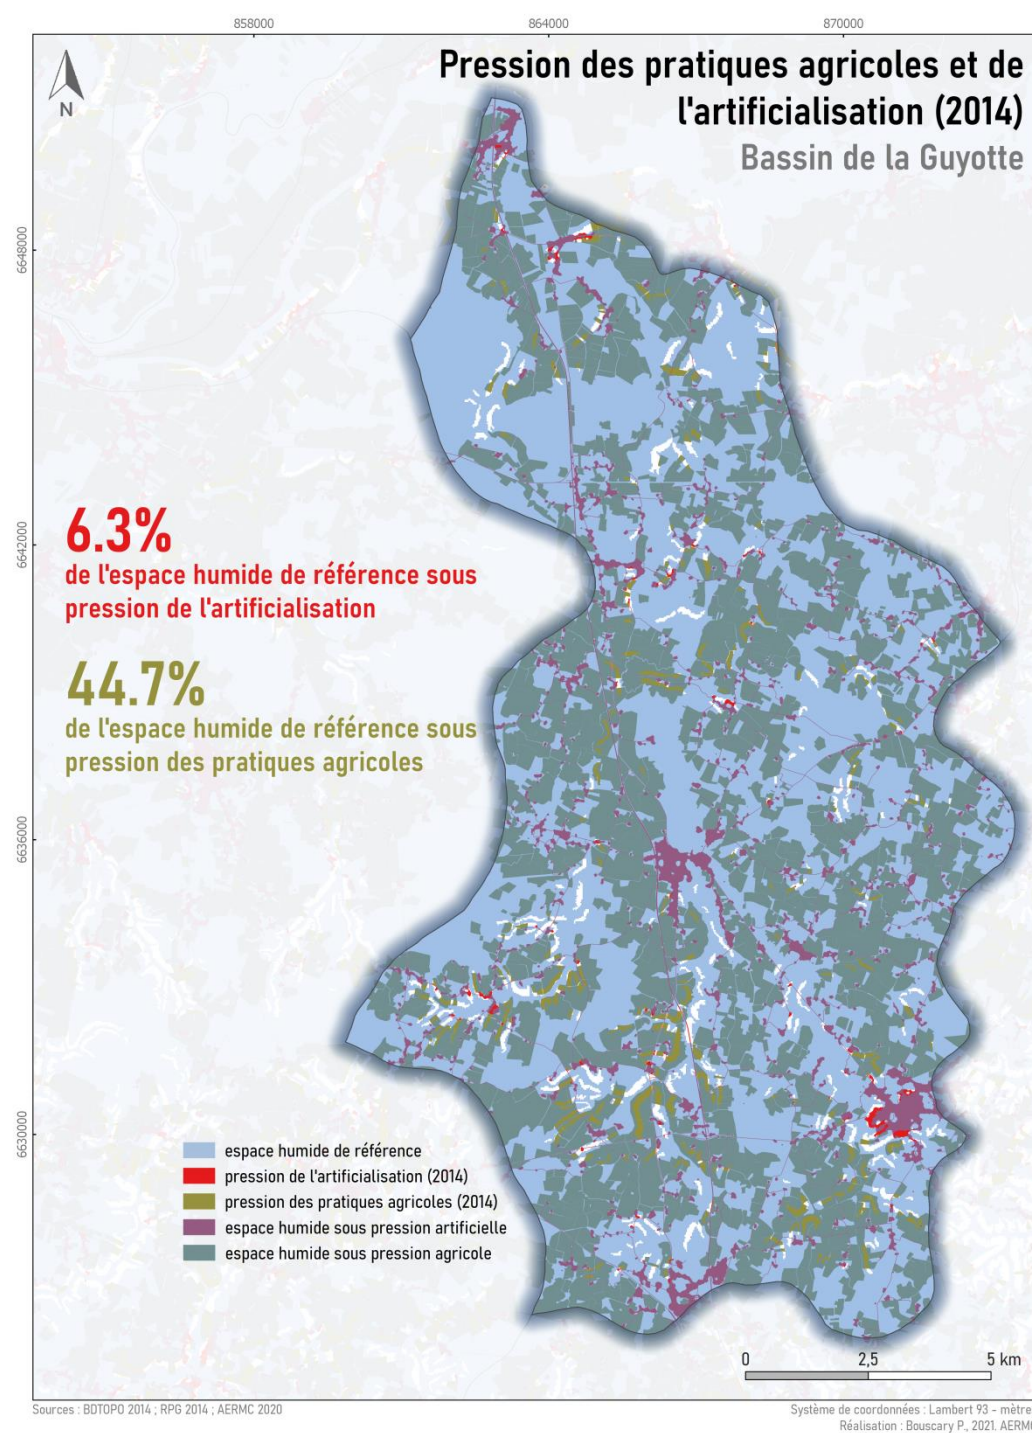 858000
864000
870000
N
Pression des pratiques agricoles et de
l'artificialisation (2014)
Bassin de la Guyotte
6648000
6642000
6636000
6630000
6.3%
de l'espace humide de référence sous
pression de l'artificialisation
44.7%
de l'espace humide de référence sous
pression des pratiques agricoles
espace humide de référence
pression de l'artificialisation (2014)
pression des pratiques agricoles (2014)
espace humide sous pression artificielle
espace humide sous pression agricole
0 2,5 5 km
Sources : BDTOPO 2014 ; RPG 2014 ; AERMC 2020
Système de coordonnées : Lambert 93 - mètre
Réalisation : Bouscary P., 2021. AERM